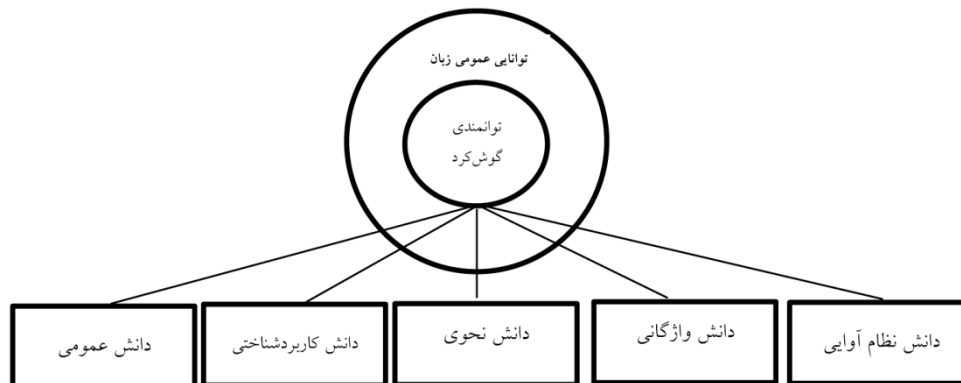 توانایی عمومی زبان
توانمندی
گوش‌کرد
دانش نظام آوایی
دانش واژگانی
دانش نحوی
دانش کاربردشناختی
دانش عمومی